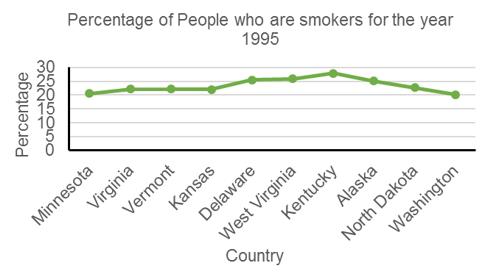 Percentage of People who are smokers for the year
1995
Percentage
30
25
20
15
10
5
0
Minnesota
Virginia
Vermont
Kansas
Delaware
West Virginia
Kentucky
Alaska
North Dakota
Washington
Country